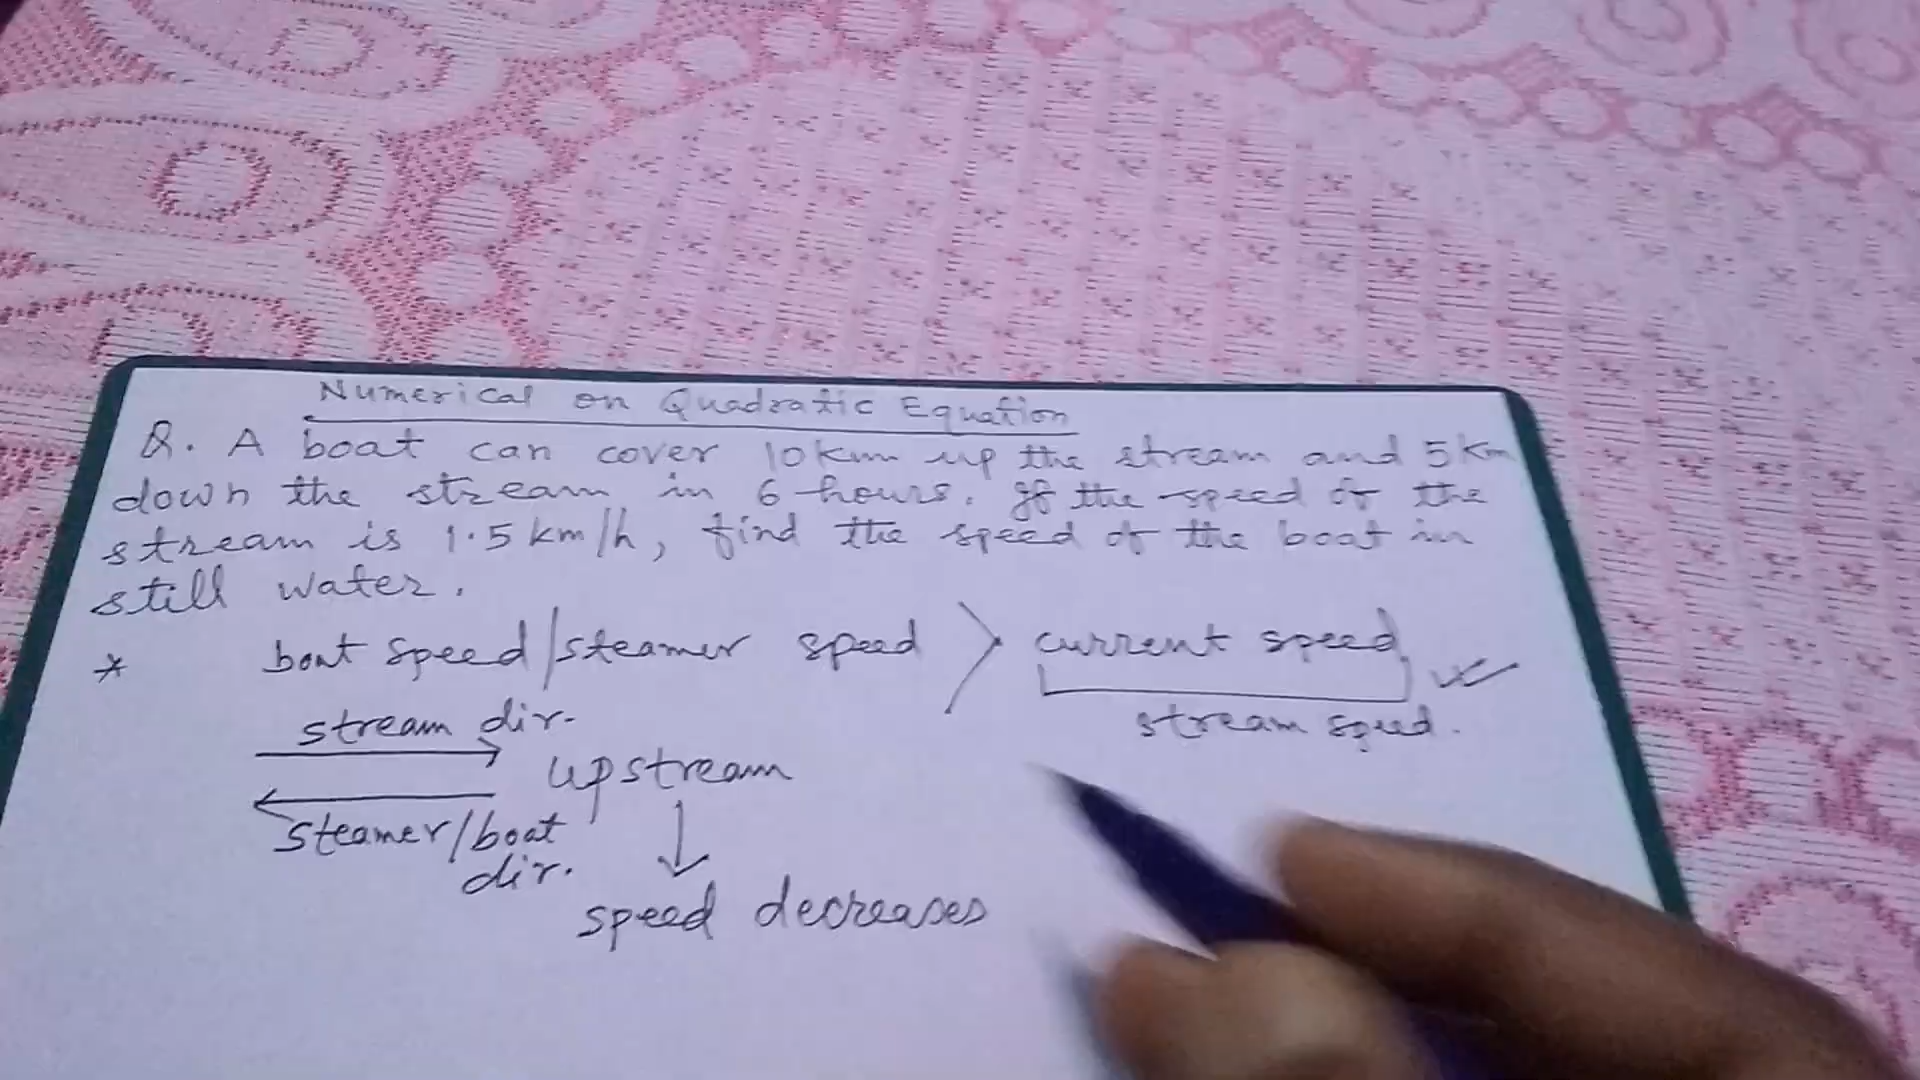 Numerical on Quadratic Equation
Q. A boat can cover 10km up the stream and 5km
down the stream in 6 hours. If the speed of the
stream is 1.5 km/h, find the speed of the boat in
still water.
* boat speed/steamer speed > current speed
stream speed.
stream dir.
upstream
steamer/boat
dir.
speed decreases